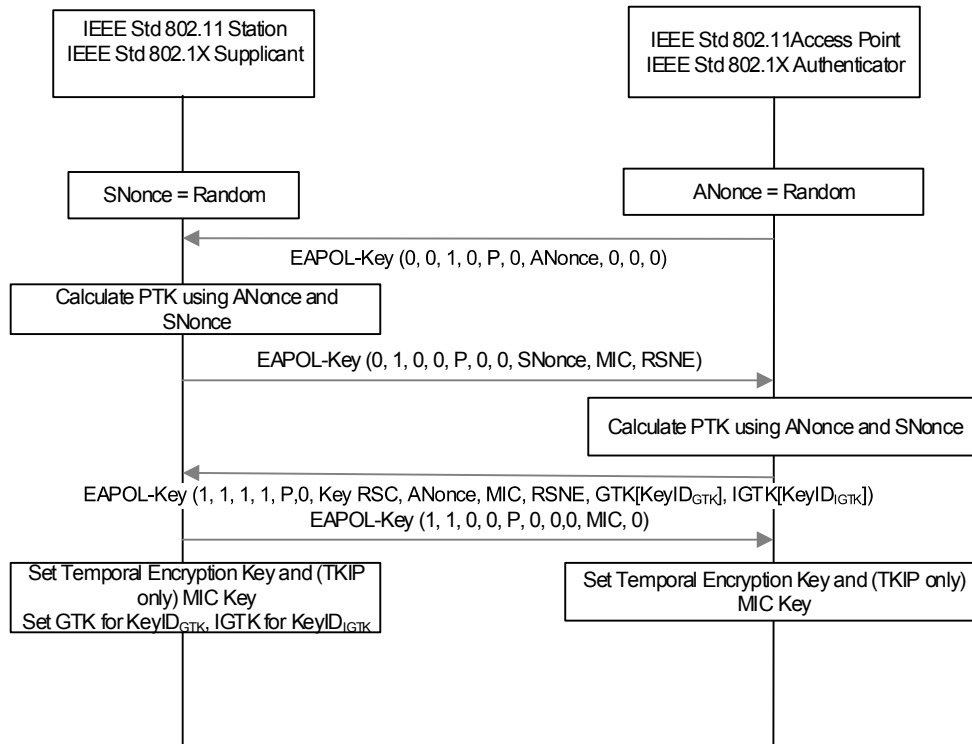 IEEE Std 802.11 Station
IEEE Std 802.1X Supplicant
IEEE Std 802.11Access Point
IEEE Std 802.1X Authenticator
SNonce = Random
ANonce = Random
EAPOL-Key (0, 0, 1, 0, P, 0, ANonce, 0, 0, 0)
Calculate PTK using ANonce and
SNonce
EAPOL-Key (0, 1, 0, 0, P, 0, 0, SNonce, MIC, RSNE)
Calculate PTK using ANonce and SNonce
EAPOL-Key (1, 1, 1, 1, P,0, Key RSC, ANonce, MIC, RSNE, GTK[KeyIDGTK], IGTK[KeyIDIGTK])
EAPOL-Key (1, 1, 0, 0, P, 0, 0,0, MIC, 0)
Set Temporal Encryption Key and (TKIP
only) MIC Key
Set GTK for KeyIDGTK, IGTK for KeyIDIGTK
Set Temporal Encryption Key and (TKIP only)
MIC Key